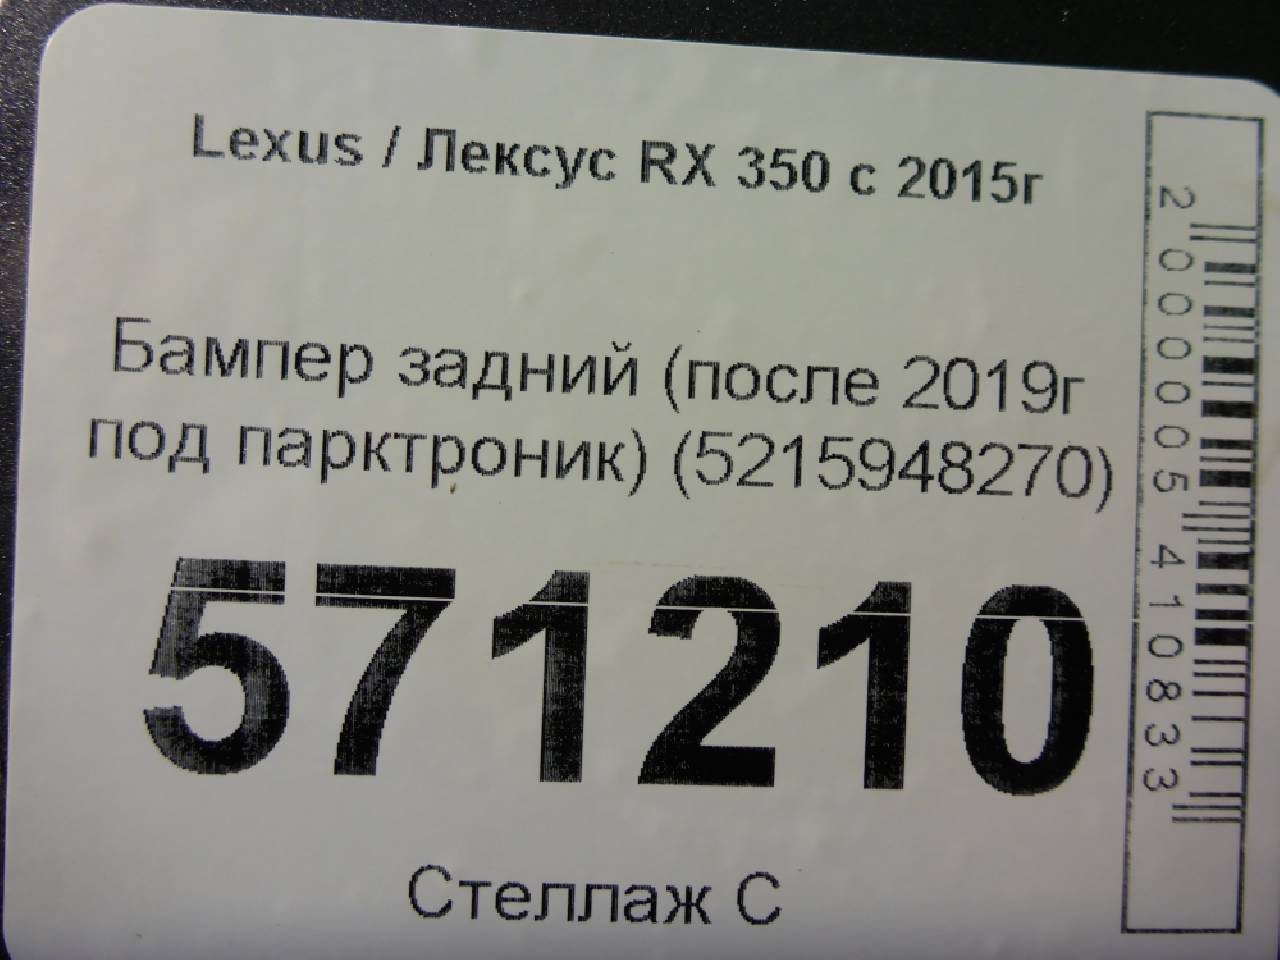 Lexus / Лексус RX 350 с 2015г
Бампер задний (после 2019г
под парктроник) (5215948270)
571210
Стеллаж С
2000005410833